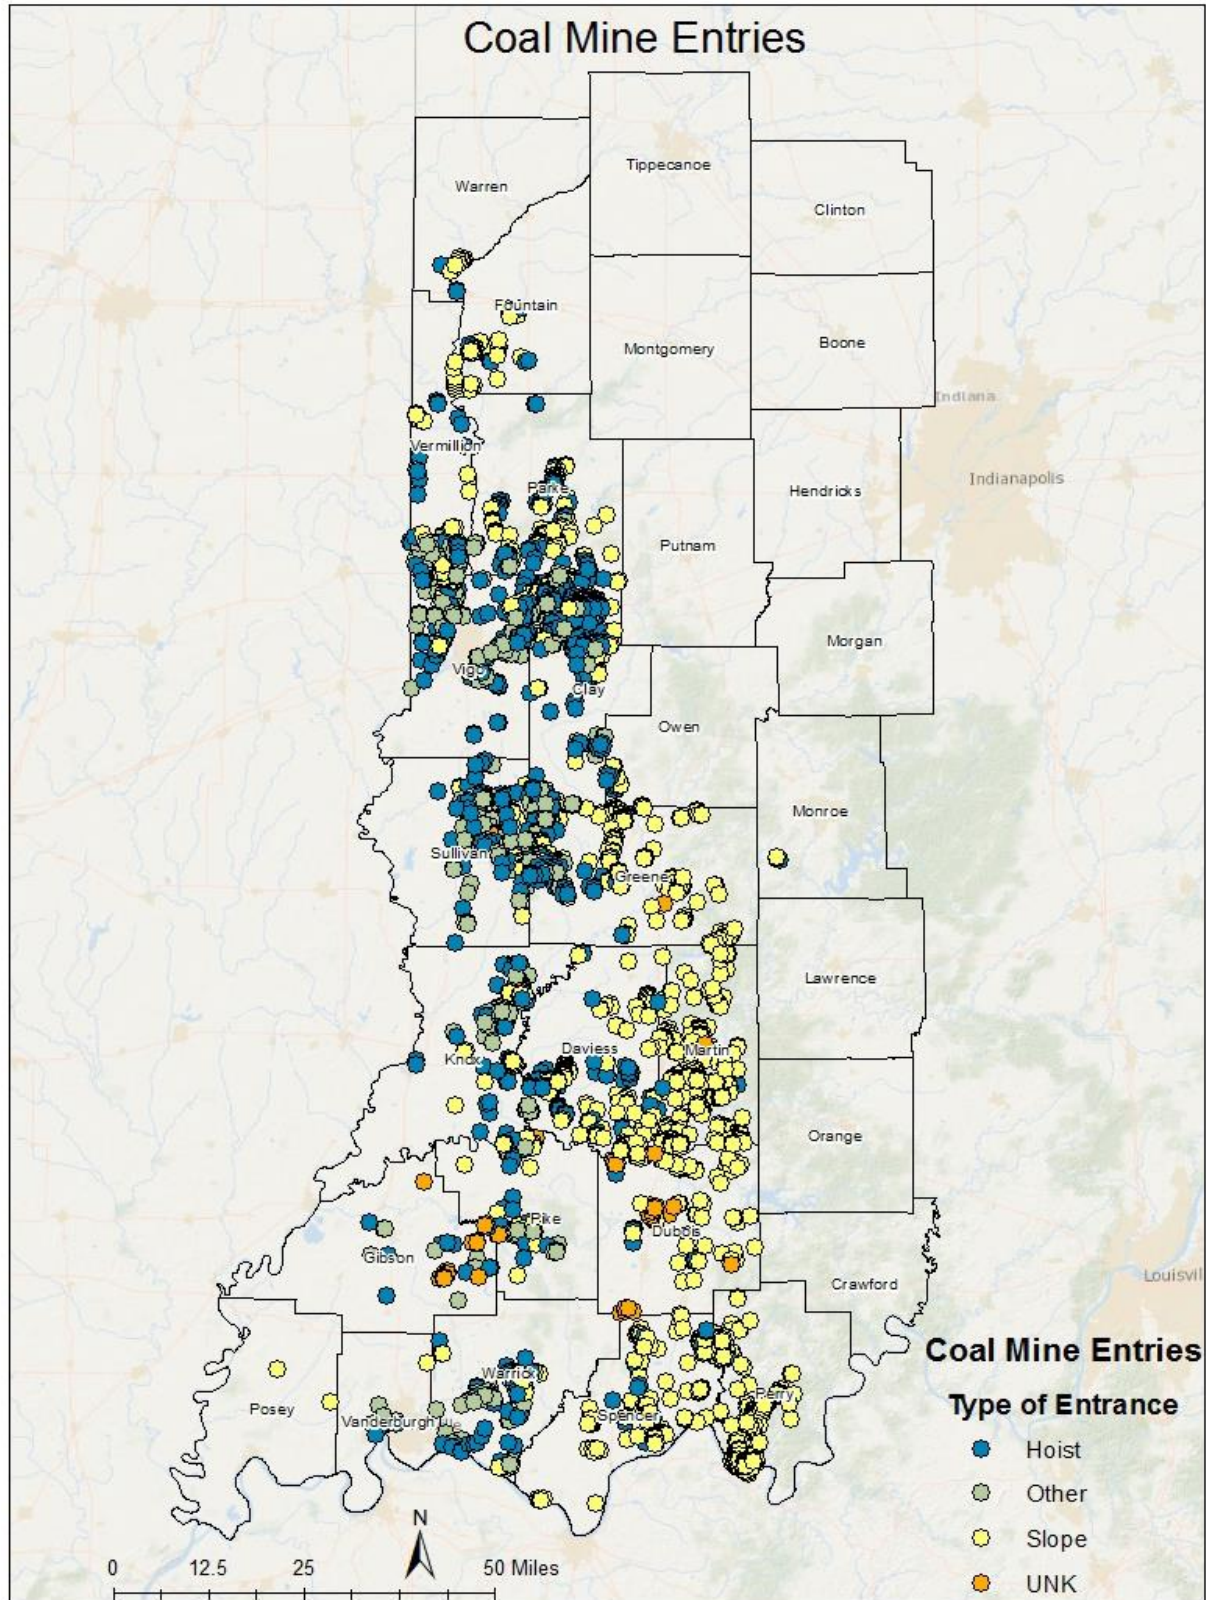 Coal Mine Entries
Tippecanoe
Warren
Clinton
Fountain
Boone
Montgomery
Indiana
Vermillion
Indianapolis
Parke
Hendricks
Putnam
Morgan
Vigo
Clay
Owen
Monroe
Sullivan
Greene
Lawrence
Daviess
Martin
Knox
Orange
Pike
Dubois
Gibson
Crawford
Louisvil
Coal Mine Entries
Warrick
Perry
Type of Entrance
Posey
Spencer
Vanderburgh
Hoist
Other
N
Slope
0 12.5 25 50 Miles
UNK